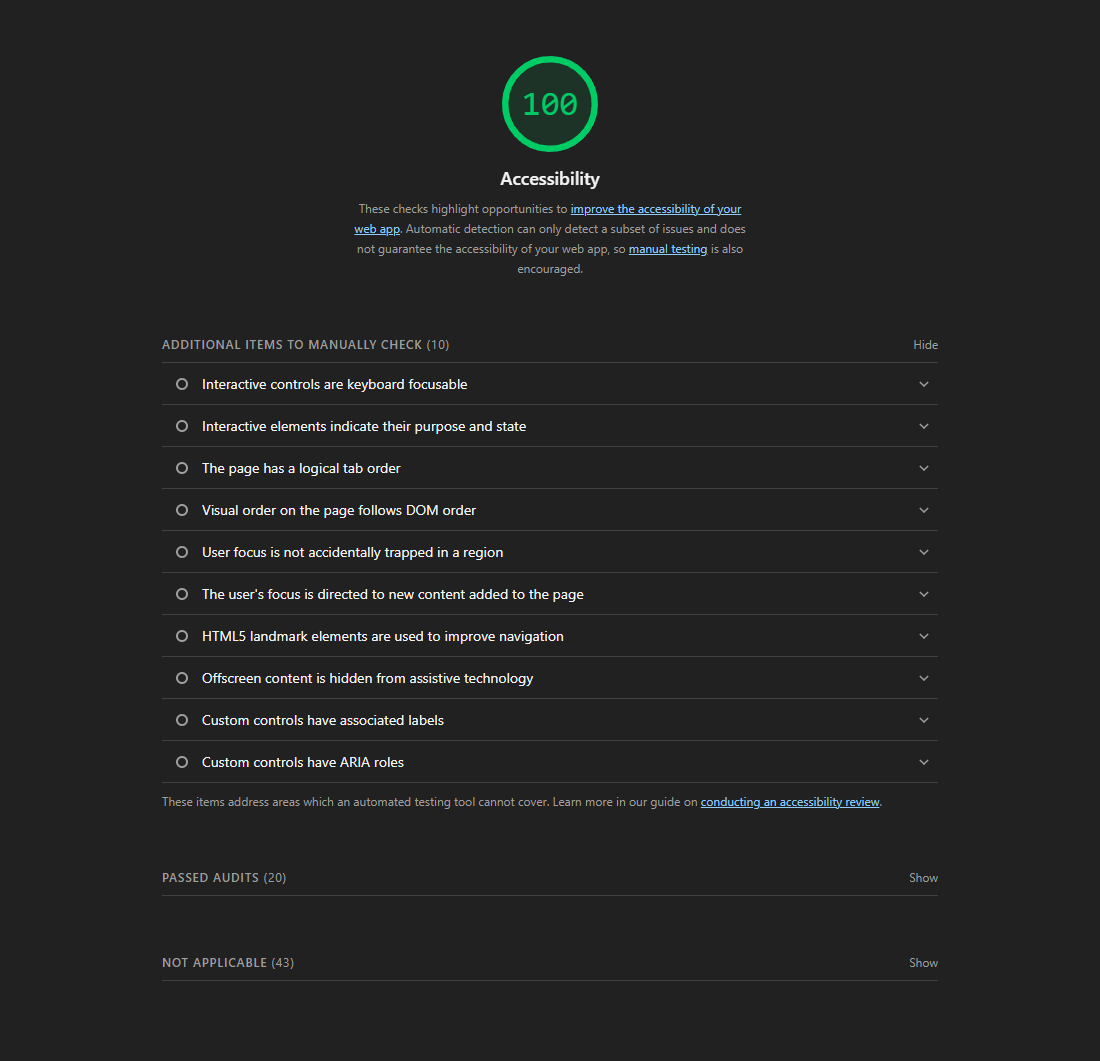 100
Accessibility
These checks highlight opportunities to improve the accessibility of your
web app. Automatic detection can only detect a subset of issues and does
not guarantee the accessibility of your web app, so manual testing is also
encouraged.
ADDITIONAL ITEMS TO MANUALLY CHECK (10) Hide
Interactive controls are keyboard focusable
Interactive elements indicate their purpose and state
The page has a logical tab order
Visual order on the page follows DOM order
User focus is not accidentally trapped in a region
The user's focus is directed to new content added to the page
HTML5 landmark elements are used to improve navigation
Offscreen content is hidden from assistive technology
Custom controls have associated labels
Custom controls have ARIA roles
These items address areas which an automated testing tool cannot cover. Learn more in our guide on conducting an accessibility review.
PASSED AUDITS (20) Show
NOT APPLICABLE (43) Show